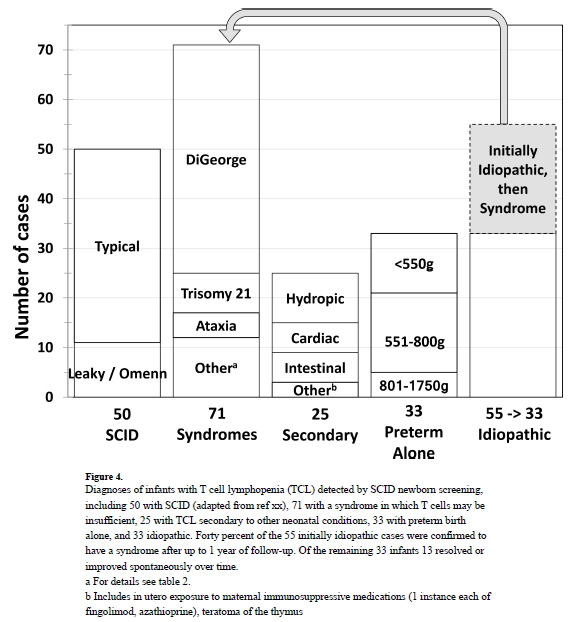 70
60
50
40
30
20
10
0
Number of cases
DiGeorge
Initially
Idiopathic,
then
Syndrome
Typical
<550g
Trisomy 21
Hydropic
Ataxia
Cardiac
551-800g
Leaky / Omenn
Otherᵃ
Intestinal
Otherᵇ
801-1750g
50
SCID
71
Syndromes
25
Secondary
33
Preterm
Alone
55 -> 33
Idiopathic
Figure 4.
Diagnoses of infants with T cell lymphopenia (TCL) detected by SCID newborn screening,
including 50 with SCID (adapted from ref xx), 71 with a syndrome in which T cells may be
insufficient, 25 with TCL secondary to other neonatal conditions, 33 with preterm birth
alone, and 33 idiopathic. Forty percent of the 55 initially idiopathic cases were confirmed to
have a syndrome after up to 1 year of follow-up. Of the remaining 33 infants 13 resolved or
improved spontaneously over time.
a For details see table 2.
b Includes in utero exposure to maternal immunosuppressive medications (1 instance each of
fingolimod, azathioprin), teratoma of the thymus